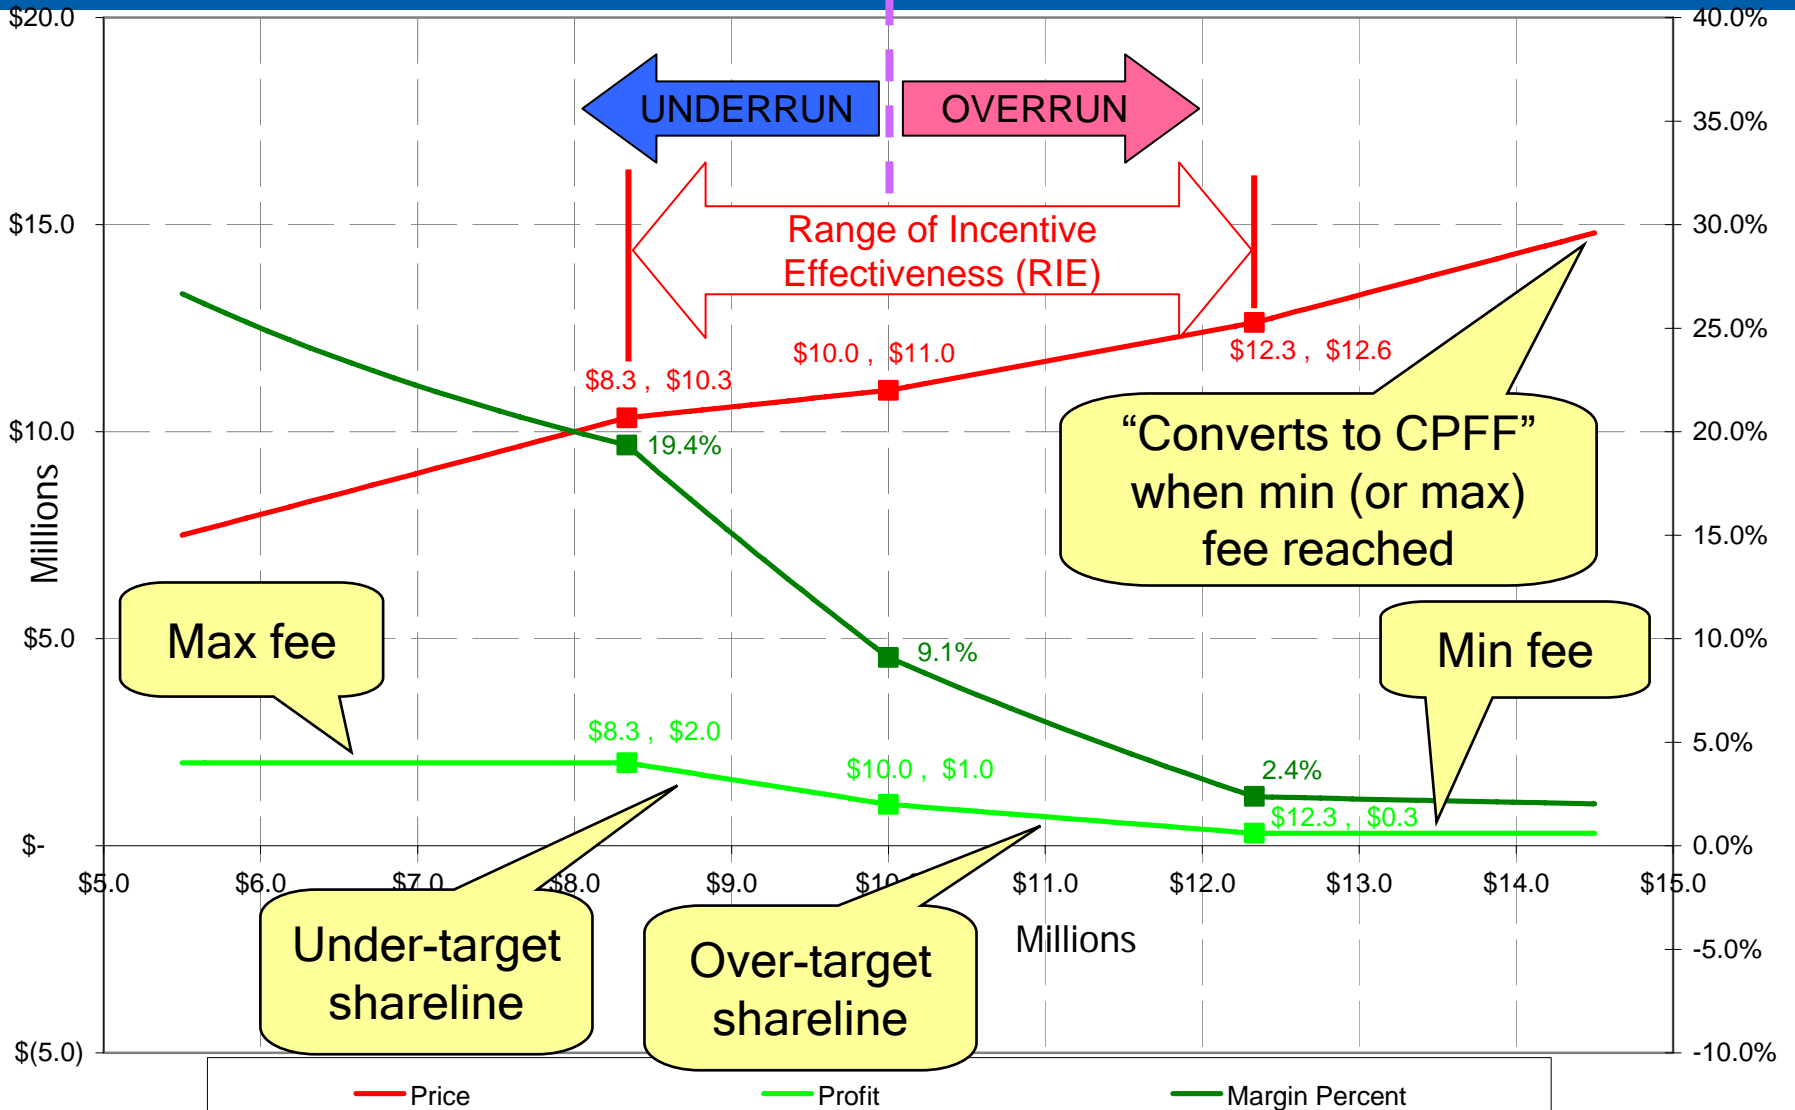 $20.0
40.0%
UNDERRUN
OVERRUN
35.0%
$15.0
Range of Incentive
Effectiveness (RIE)
30.0%
25.0%
$10.0 , $11.0
$12.3 , $12.6
$8.3 , $10.3
$10.0
19.4%
20.0%
“Converts to CPFF”
when min (or max)
fee reached
Millions
15.0%
Max fee
$5.0
9.1%
Min fee
10.0%
$8.3 , $2.0
$10.0 , $1.0
2.4%
5.0%
$12.3 , $0.3
$-
0.0%
$5.0
$6.0
$7.0
$8.0
$9.0
$11.0
$12.0
$13.0
$14.0
$15.0
Under-target
shareline
Over-target
shareline
Millions
-5.0%
$(5.0)
-10.0%
Price
Profit
Margin Percent